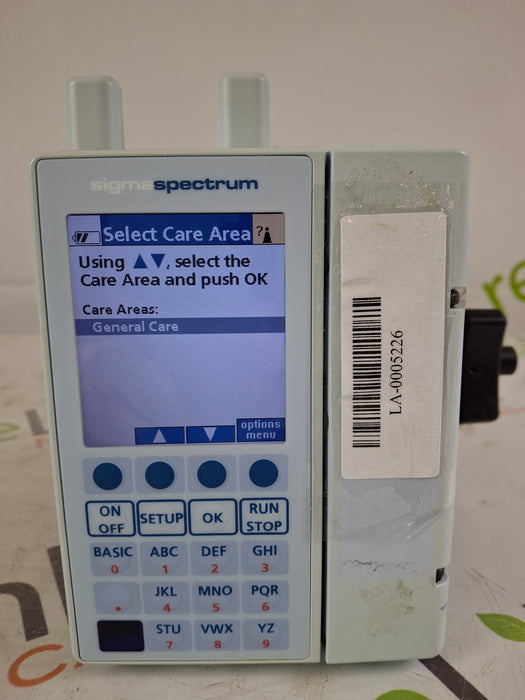 sigmaspectrum
Select Care Area ?
Using ▲▼, select the
Care Area and push OK
Care Areas:
General Care
options
menu
ON
OFF
SETUP
OK
RUN
STOP
BASIC
0
ABC
1
DEF
2
GHI
3
.
JKL
4
MNO
5
PQR
6
STU
7
VWX
8
YZ
9
LA-0005226